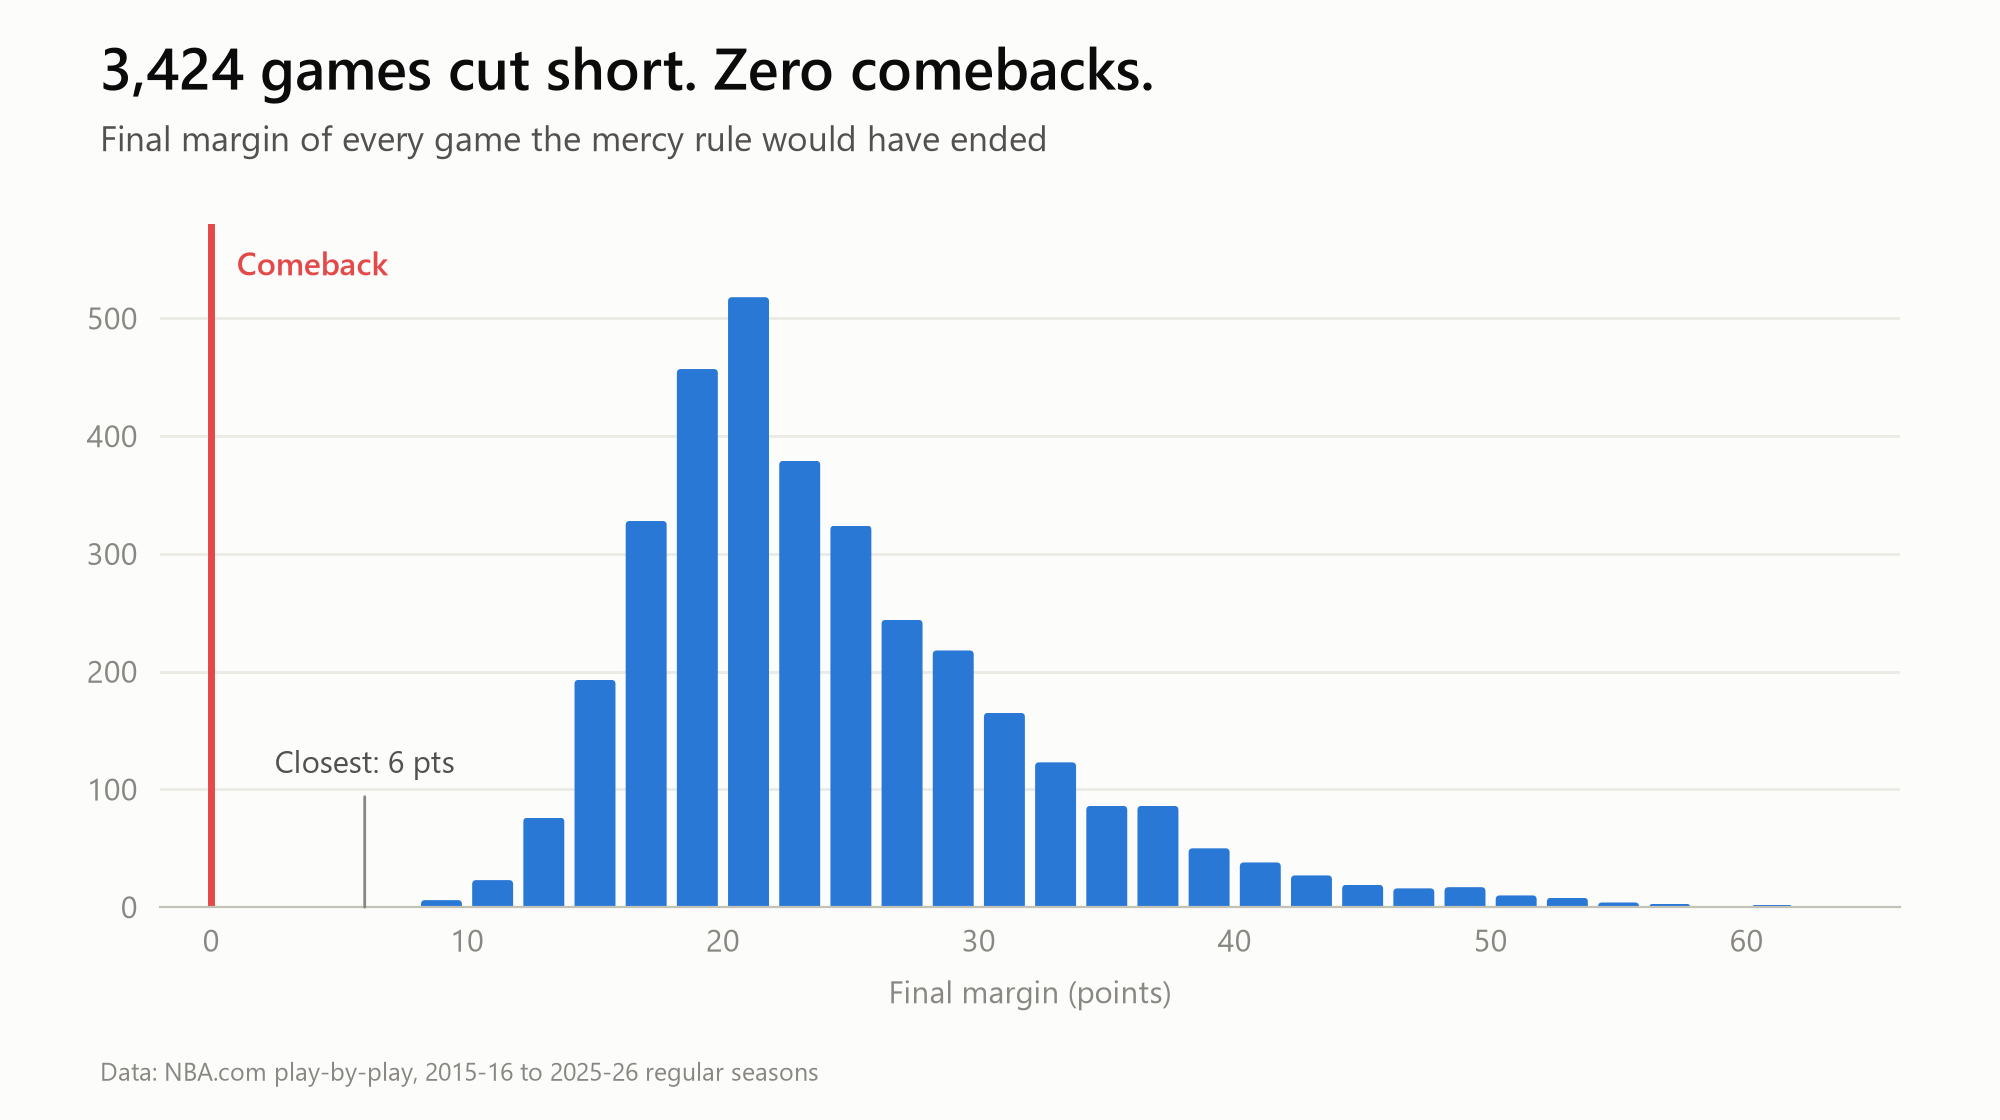 3,424 games cut short. Zero comebacks.
Final margin of every game the mercy rule would have ended
Comeback
500
400
300
200
Closest: 6 pts
100
0
0 10 20 30 40 50 60
Final margin (points)
Data: NBA.com play-by-play, 2015-16 to 2025-26 regular seasons